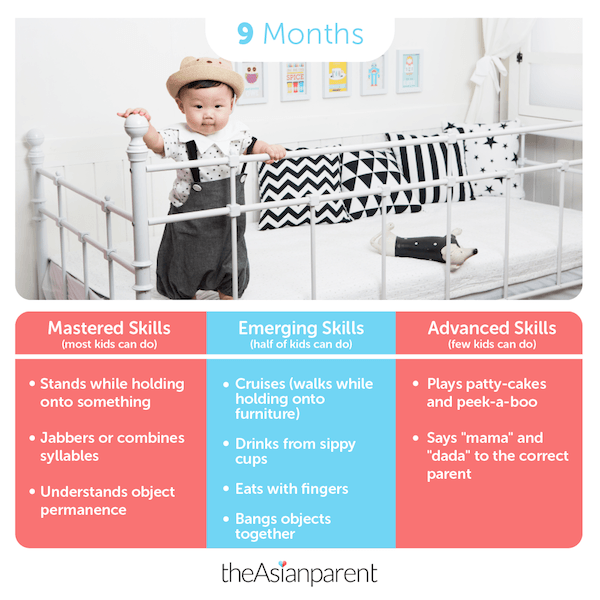 9 Months
SPICE
Mastered Skills
(most kids can do)
• Stands while holding
onto something
• Jabbers or combines
syllables
• Understands object
permanence
Emerging Skills
(half of kids can do)
• Cruises (walks while
holding onto
furniture)
• Drinks from sippy
cups
• Eats with fingers
• Bangs objects
together
Advanced Skills
(few kids can do)
• Plays patty-cakes
and peek-a-boo
• Says "mama" and
"dada" to the correct
parent
theAsianparent